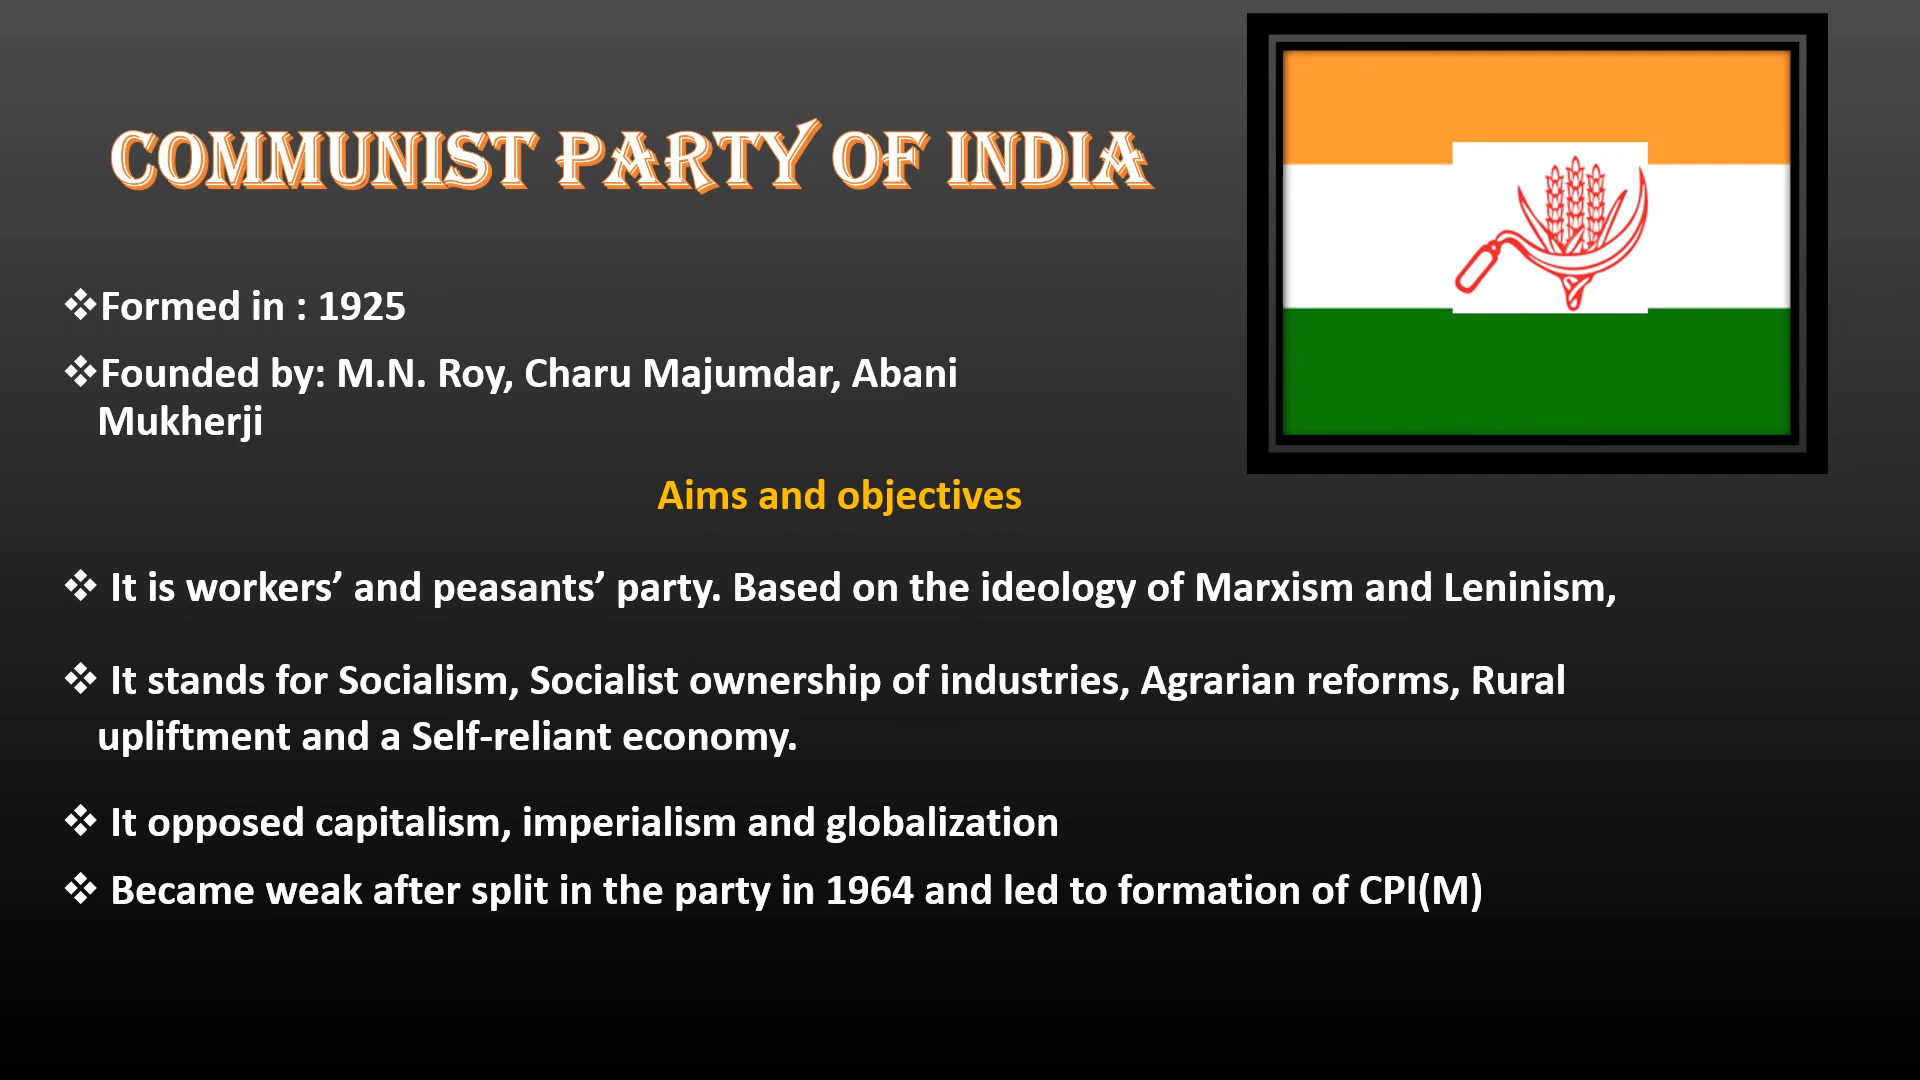 COMMUNIST PARTY OF INDIA
❖Formed in : 1925
❖Founded by: M.N. Roy, Charu Majumdar, Abani
Mukherji
Aims and objectives
❖ It is workers’ and peasants’ party. Based on the ideology of Marxism and Leninism,
❖ It stands for Socialism, Socialist ownership of industries, Agrarian reforms, Rural
upliftment and a Self-reliant economy.
❖ It opposed capitalism, imperialism and globalization
❖ Became weak after split in the party in 1964 and led to formation of CPI(M)